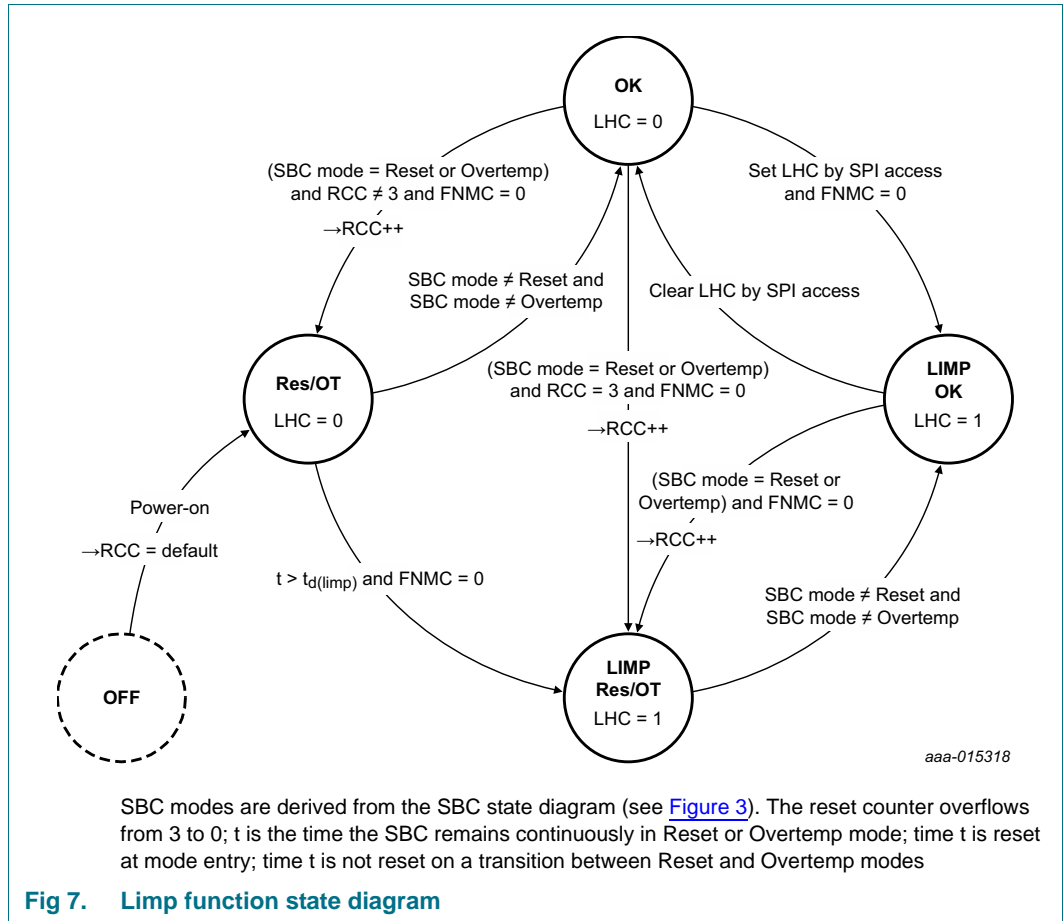 OK
LHC = 0
(SBC mode = Reset or Overtemp)
and RCC ≠ 3 and FNMC = 0
→RCC++
Set LHC by SPI access
and FNMC = 0
SBC mode ≠ Reset and
SBC mode ≠ Overtemp
Clear LHC by SPI access
Res/OT
LHC = 0
(SBC mode = Reset or Overtemp)
and RCC = 3 and FNMC = 0
→RCC++
LIMP
OK
LHC = 1
(SBC mode = Reset or
Overtemp) and FNMC = 0
→RCC++
Power-on
→RCC = default
t > td(limp) and FNMC = 0
SBC mode ≠ Reset and
SBC mode ≠ Overtemp
OFF
LIMP
Res/OT
LHC = 1
aaa-015318
SBC modes are derived from the SBC state diagram (see Figure 3). The reset counter overflows
from 3 to 0; t is the time the SBC remains continuously in Reset or Overtemp mode; time t is reset
at mode entry; time t is not reset on a transition between Reset and Overtemp modes
Fig 7. Limp function state diagram